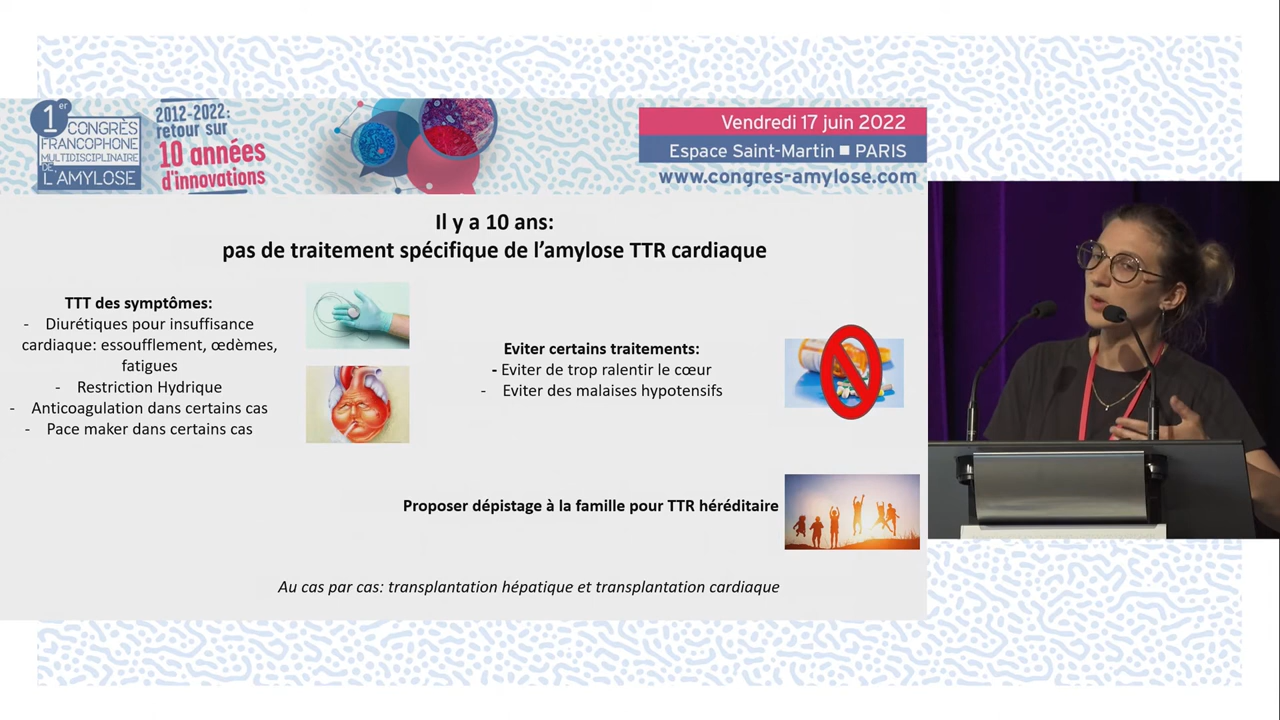 1er
CONGRÈS
FRANCOPHONE
MULTIDISCIPLINAIRE
DE
L'AMYLOSE
2012-2022:
retour sur
10 années
d'innovations
Vendredi 17 juin 2022
Espace Saint-Martin ■ PARIS
www.congres-amylose.com
Il y a 10 ans:
pas de traitement spécifique de l'amylose TTR cardiaque
TTT des symptômes:
- Diurétiques pour insuffisance
cardiaque: essoufflement, œdèmes,
fatigues
- Restriction Hydrique
- Anticoagulation dans certains cas
- Pace maker dans certains cas
Eviter certains traitements:
- Eviter de trop ralentir le cœur
- Eviter des malaises hypotensifs
Proposer dépistage à la famille pour TTR héréditaire
Au cas par cas: transplantation hépatique et transplantation cardiaque